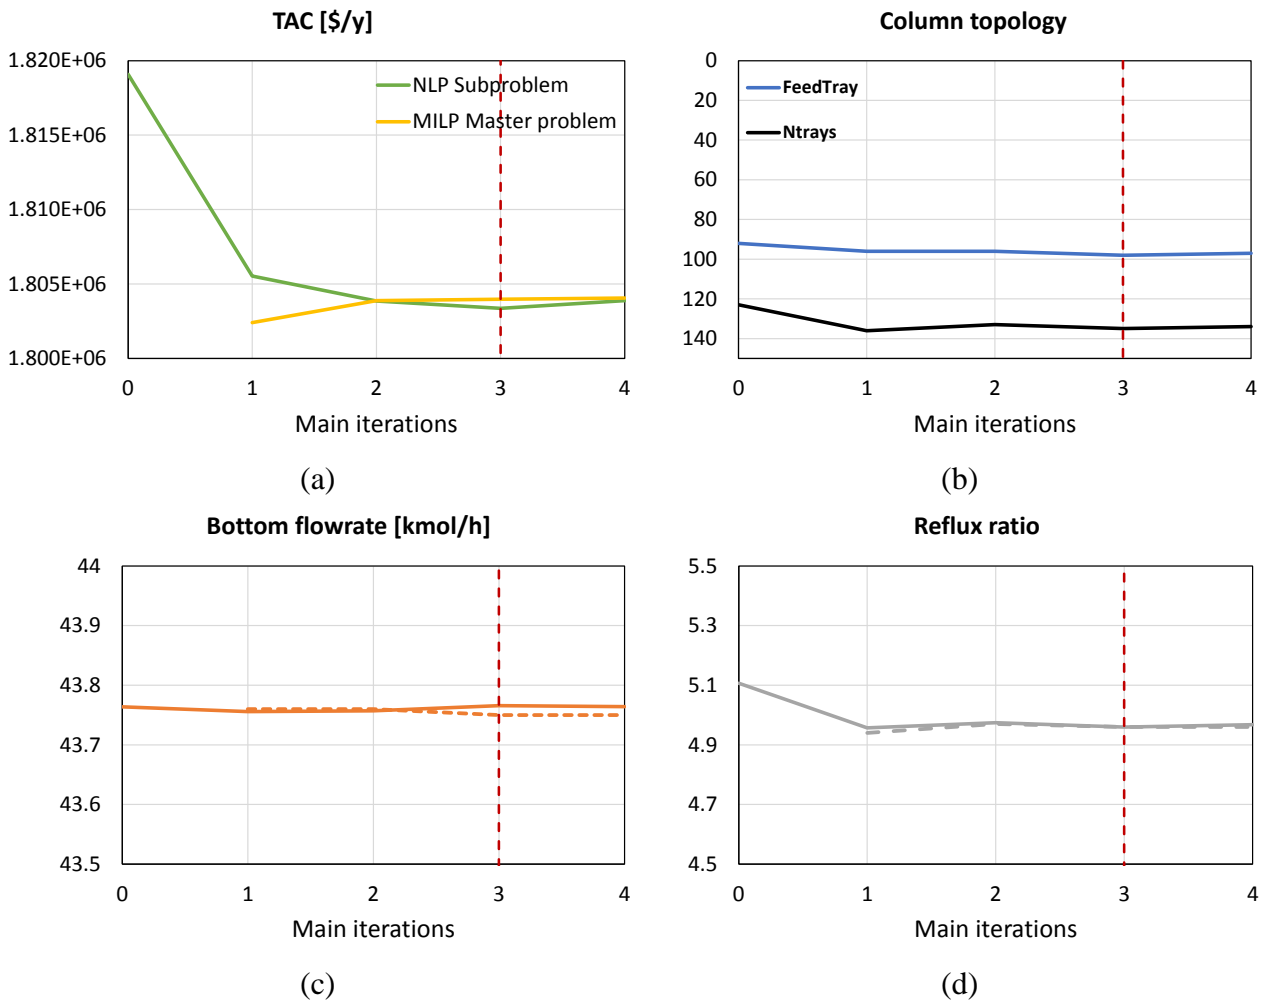 TAC [$/y]
1.820E+06
1.815E+06
1.810E+06
1.805E+06
1.800E+06
NLP Subproblem
MILP Master problem
0 1 2 3 4
Main iterations
(a)
Column topology
0
20
40
60
80
100
120
140
FeedTray
Ntrays
0 1 2 3 4
Main iterations
(b)
Bottom flowrate [kmol/h]
44
43.9
43.8
43.7
43.6
43.5
0 1 2 3 4
Main iterations
(c)
Reflux ratio
5.5
5.3
5.1
4.9
4.7
4.5
0 1 2 3 4
Main iterations
(d)